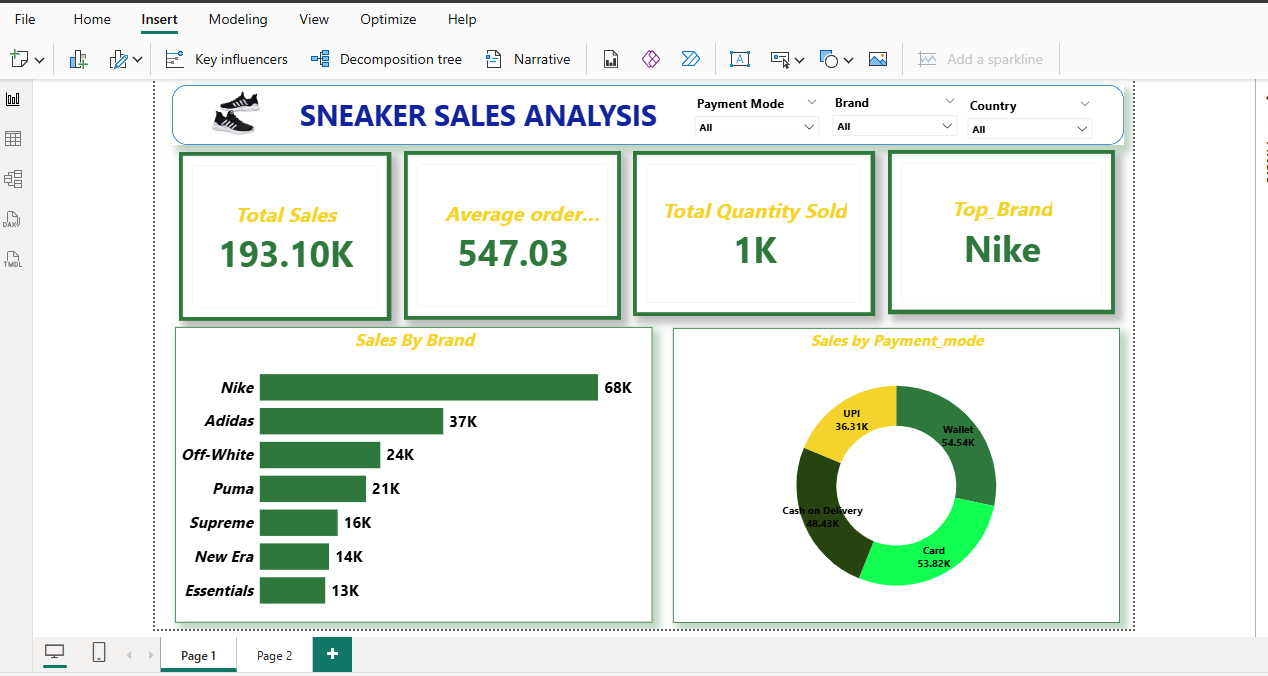 File Home Insert Modeling View Optimize Help
Key influencers Decomposition tree Narrative Add a sparkline
SNEAKER SALES ANALYSIS
Payment Mode
All
Brand
All
Country
All
Total Sales
193.10K
Average order...
547.03
Total Quantity Sold
1K
Top_Brand
Nike
Sales By Brand
Nike 68K
Adidas 37K
Off-White 24K
Puma 21K
Supreme 16K
New Era 14K
Essentials 13K
Sales by Payment_mode
UPI
36.31K
Wallet
54.54K
Cash on Delivery
48.43K
Card
53.82K
DAX
TMDL
Page 1 Page 2